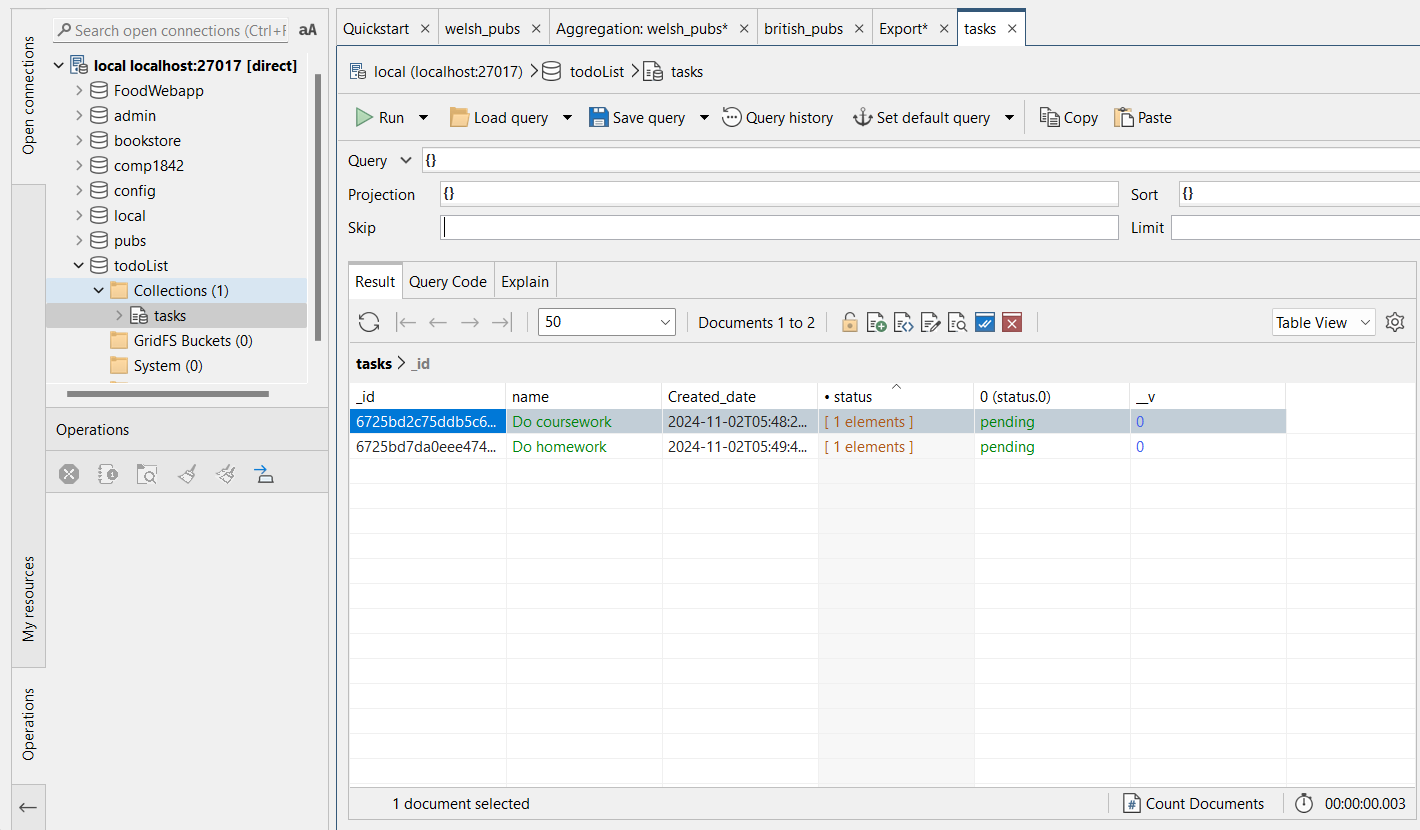 Open connections
My resources
Operations
Search open connections (Ctrl+F
aA
local localhost:27017 [direct]
FoodWebapp
admin
bookstore
comp1842
config
local
pubs
todoList
Collections (1)
tasks
GridFS Buckets (0)
System (0)
Operations
Quickstart × welsh_pubs × Aggregation: welsh_pubs* × british_pubs × Export* × tasks ×
local (localhost:27017) > todoList > tasks
Run Load query Save query Query history Set default query Copy Paste
Query {}
Projection {} Sort {}
Skip Limit
Result Query Code Explain
50 Documents 1 to 2 Table View
tasks > _id
_id name Created_date • status 0 (status.0) __v
6725bd2c75ddb5c6... Do coursework 2024-11-02T05:48:2... [ 1 elements ] pending 0
6725bd7da0eee474... Do homework 2024-11-02T05:49:4... [ 1 elements ] pending 0
1 document selected # Count Documents 00:00:00.003